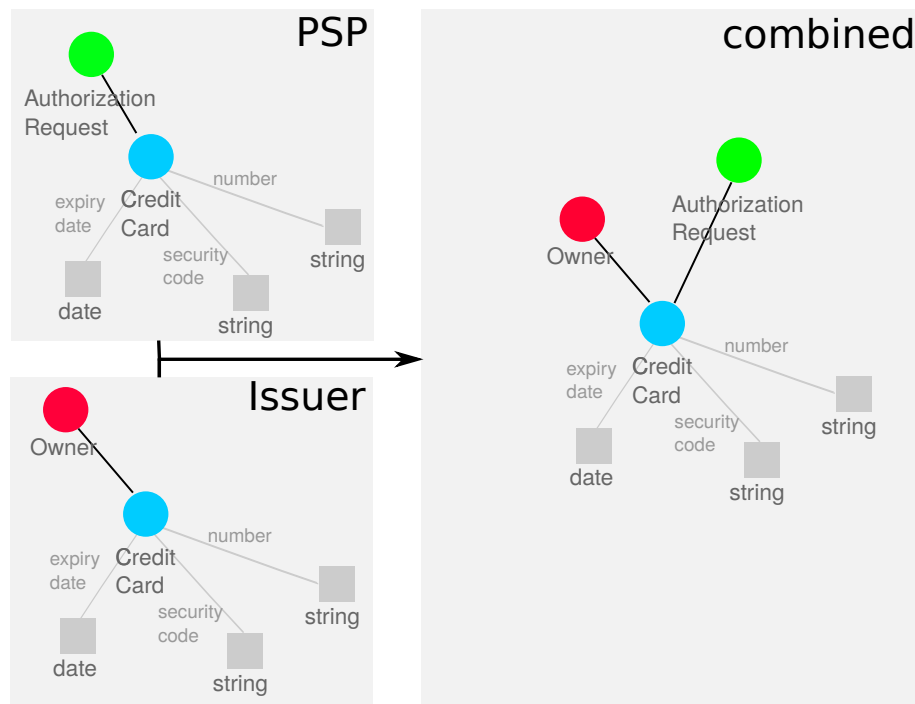 PSP
Authorization
Request
number
expiry
date
Credit
Card
security
code
string
date
string
Issuer
Owner
number
expiry
date
Credit
Card
security
code
string
date
string
combined
Authorization
Request
Owner
number
expiry
date
Credit
Card
security
code
string
date
string